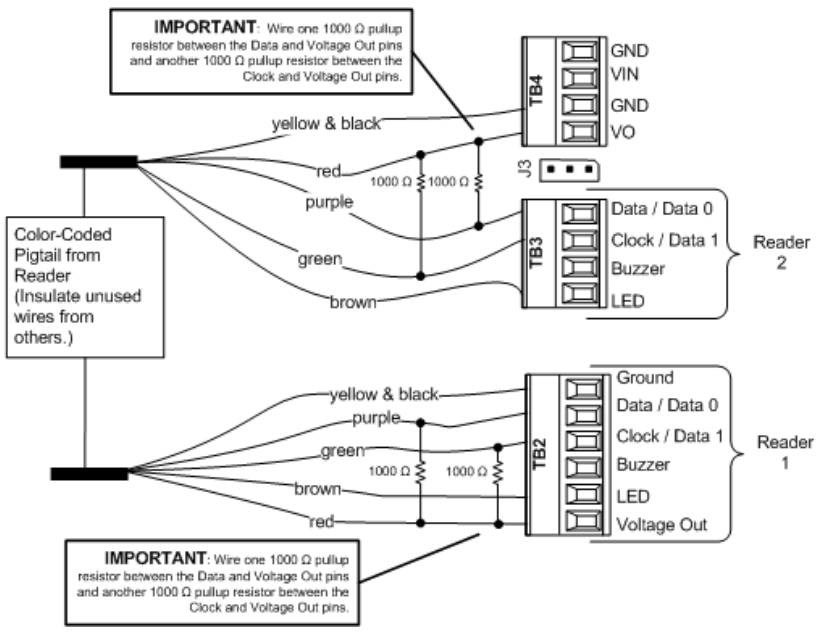 IMPORTANT: Wire one 1000 Ω pullup
resistor between the Data and Voltage Out pins
and another 1000 Ω pullup resistor between the
Clock and Voltage Out pins.
TB4
GND
VIN
GND
VO
yellow & black
red
1000 Ω
1000 Ω
purple
green
brown
J3
TB3
Data / Data 0
Clock / Data 1
Buzzer
LED
Reader
2
Color-Coded
Pigtail from
Reader
(Insulate unused
wires from
others.)
yellow & black
purple
green
1000 Ω
1000 Ω
brown
red
TB2
Ground
Data / Data 0
Clock / Data 1
Buzzer
LED
Voltage Out
Reader
1
IMPORTANT: Wire one 1000 Ω pullup
resistor between the Data and Voltage Out pins
and another 1000 Ω pullup resistor between the
Clock and Voltage Out pins.